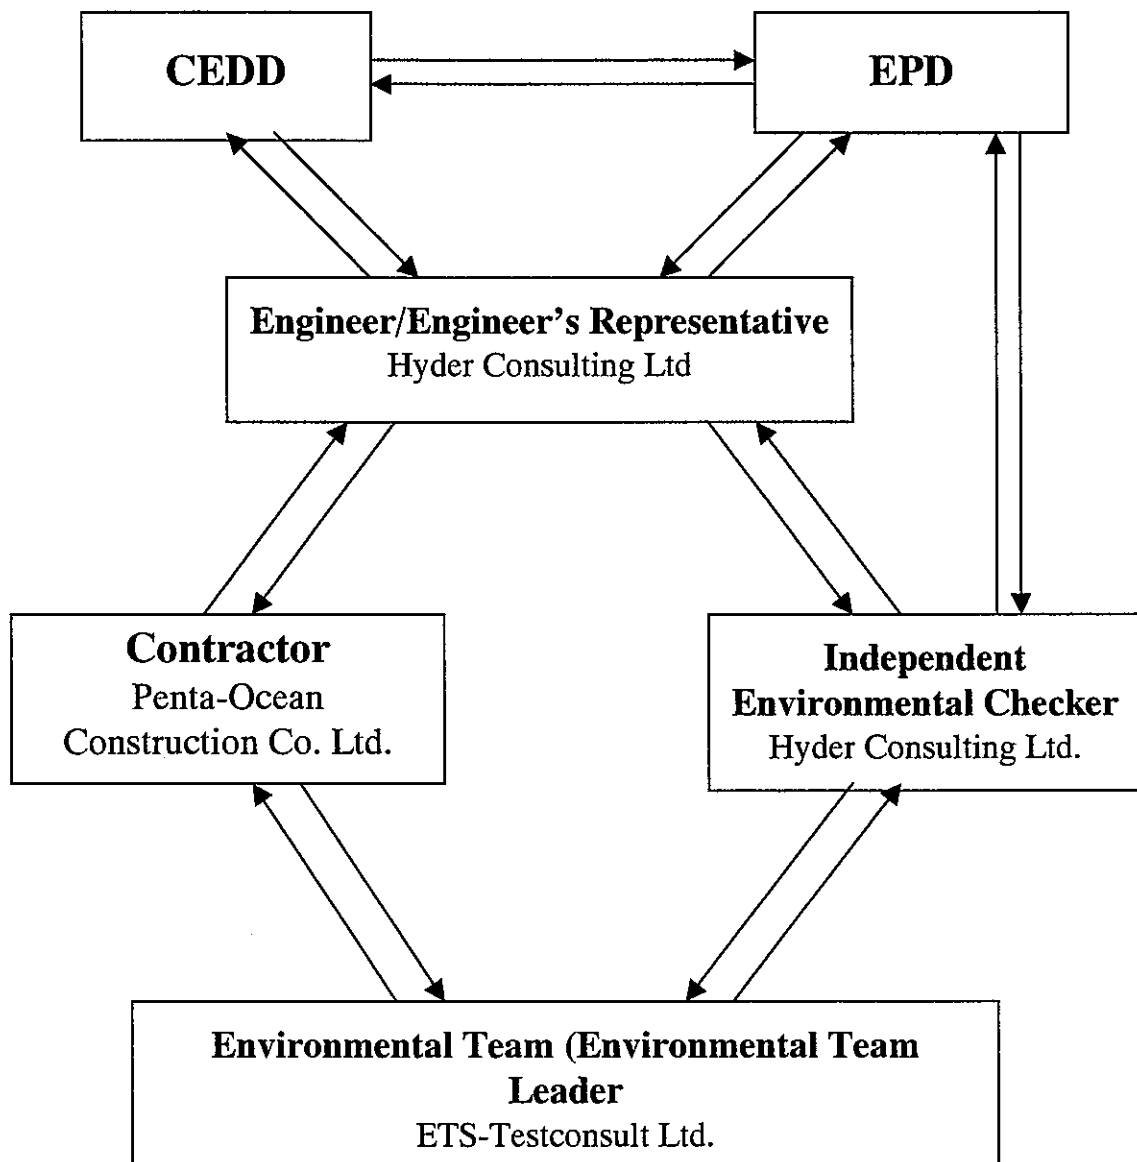 CEDD
EPD
Engineer/Engineer's Representative
Hyder Consulting Ltd
Contractor
Penta-Ocean
Construction Co. Ltd.
Independent
Environmental Checker
Hyder Consulting Ltd.
Environmental Team (Environmental Team
Leader
ETS-Testconsult Ltd.